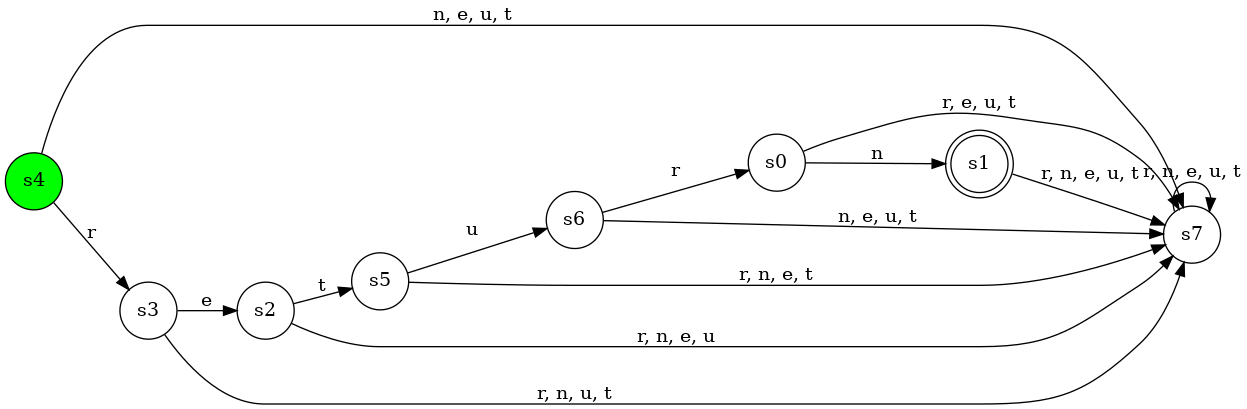 n, e, u, t
r, e, u, t
s4
r
n
s0
s1
r, n, e, u, t
r, n, e, u, t
s6
u
n, e, u, t
s7
r
s3
e
s2
t
s5
r, n, e, t
r, n, e, u
r, n, u, t